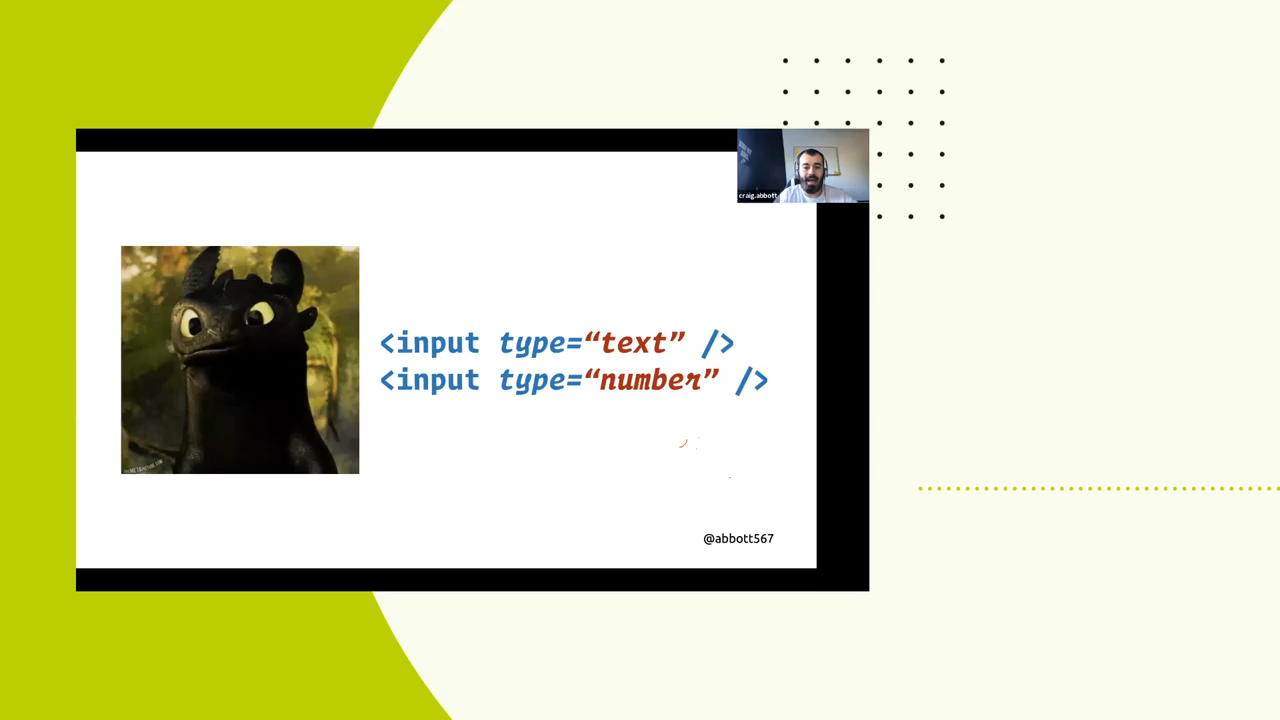 craig.abbott
<input type=“text” />
<input type=“number” />
@abbott567